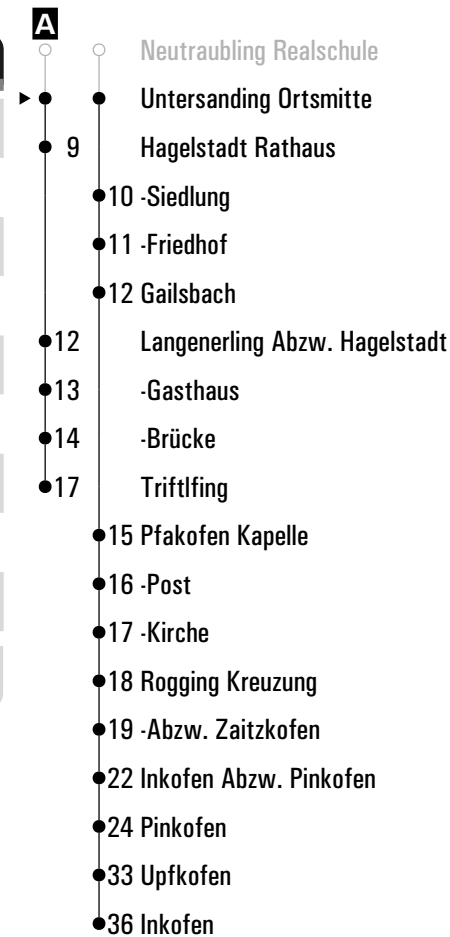 A
Neutraubling Realschule
Untersanding Ortsmitte
9 Hagelstadt Rathaus
10 -Siedlung
11 -Friedhof
12 Gailsbach
12 Langenerling Abzw. Hagelstadt
13 -Gasthaus
14 -Brücke
17 Triftlfing
15 Pfakofen Kapelle
16 -Post
17 -Kirche
18 Rogging Kreuzung
19 -Abzw. Zaitzkofen
22 Inkofen Abzw. Pinkofen
24 Pinkofen
33 Upfkofen
36 Inkofen